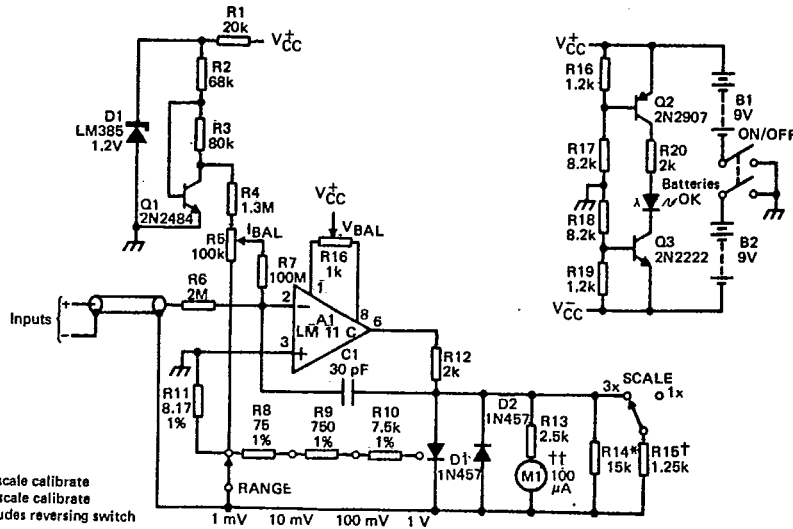 R1
20k
V⁺CC
R2
68k
D1
LM385
1.2V
R3
80k
Q1
2N2484
R4
1.3M
V⁺CC
R5
100k
IBAL
VBAL
R7
100M
R16
1k
1
8
R6
2M
Inputs
+
-
2
-
A1
LM 11 C
6
3
+
C1
30 pF
R12
2k
R11
8.17
1%
R8
75
1%
R9
750
1%
R10
7.5k
1%
D1
1N457
D2
1N457
R13
2.5k
M1
††
100
μA
3x
SCALE
1x
R14*
15k
R15†
1.25k
RANGE
1 mV
10 mV
100 mV
1 V
scale calibrate
scale calibrate
udes reversing switch
V⁺CC
R16
1.2k
Q2
2N2907
B1
9V
ON/OFF
R17
8.2k
R20
2k
Batteries
OK
λ
R18
8.2k
Q3
2N2222
B2
9V
R19
1.2k
V⁻CC